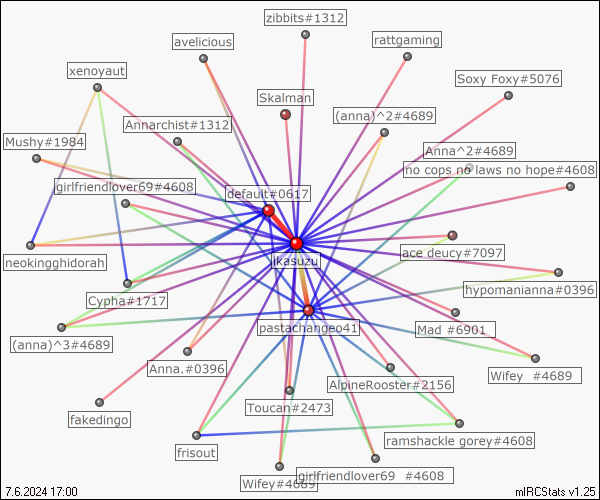 zibbits#1312
avelicious
rattgaming
xenoyaut
Soxy Foxy#5076
Skalman
(anna)^2#4689
Annarchist#1312
Mushy#1984
Anna^2#4689
no cops no laws no hope#4608
girlfriendlover69#4608
default#0617
ikasuzu
ace deucy#7097
neokingghidorah
Cypha#1717
hypomanianna#0396
pastachangeo41
Mad #6901
(anna)^3#4689
Anna.#0396
Wifey #4689
AlpineRooster#2156
Toucan#2473
fakedingo
ramshackle gorey#4608
frisout
girlfriendlover69 #4608
Wifey#4689
7.6.2024 17:00
mIRCStats v1.25